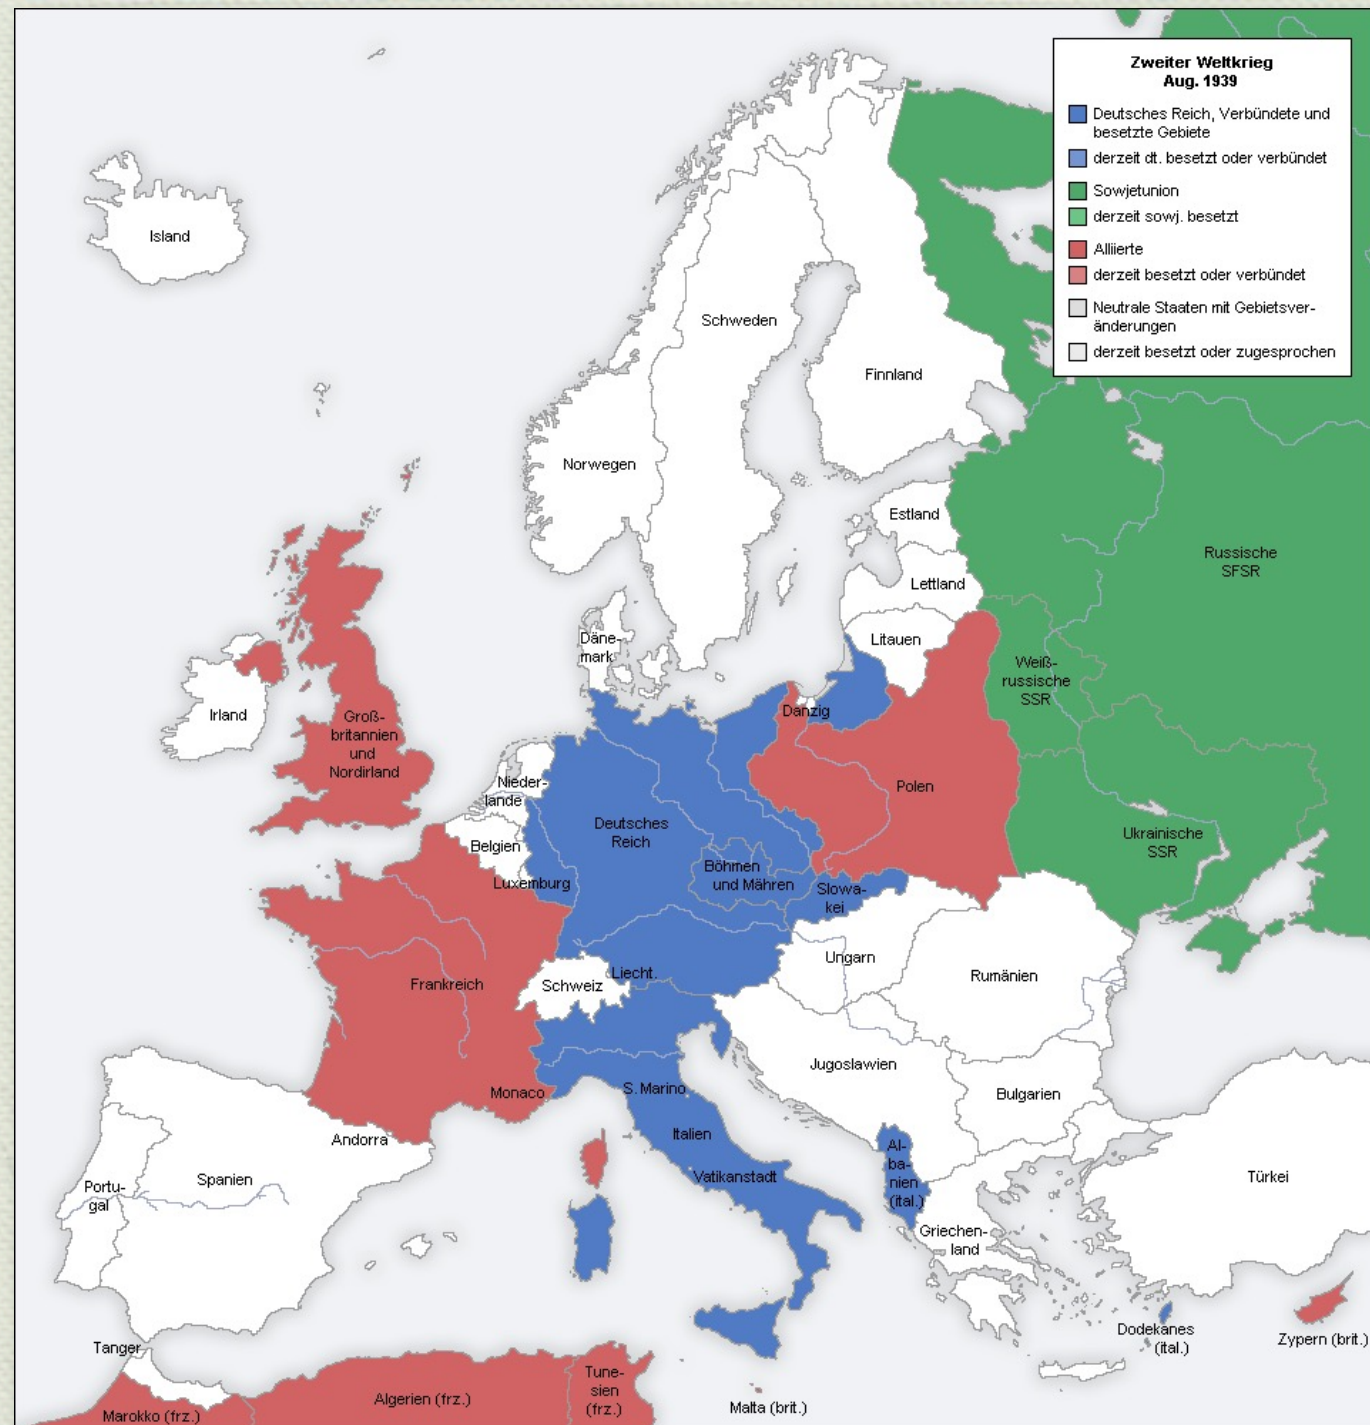 Zweiter Weltkrieg
Aug. 1939
Deutsches Reich, Verbündete und
besetzte Gebiete
derzeit dt. besetzt oder verbündet
Sowjetunion
derzeit sowj. besetzt
Alliierte
derzeit besetzt oder verbündet
Neutrale Staaten mit Gebietsver-
änderungen
derzeit besetzt oder zugesprochen
Island
Schweden
Finnland
Norwegen
Estland
Russische
SFSR
Lettland
Litauen
Däne-
mark
Weiß-
russische
SSR
Irland
Groß-
britannien
und
Nordirland
Danzig
Nieder-
lande
Polen
Deutsches
Reich
Ukrainische
SSR
Belgien
Luxemburg
Böhmen
und Mähren
Slowa-
kei
Ungarn
Liecht.
Schweiz
Frankreich
Rumänien
Jugoslawien
Monaco
S. Marino
Bulgarien
Andorra
Italien
Al-
ba-
nien
(ital.)
Spanien
Vatikanstadt
Türkei
Portu-
gal
Griechen-
land
Dodekanes
(ital.)
Zypern (brit.)
Tanger
Tune-
sien
(frz.)
Algerien (frz.)
Malta (brit.)
Marokko (frz.)